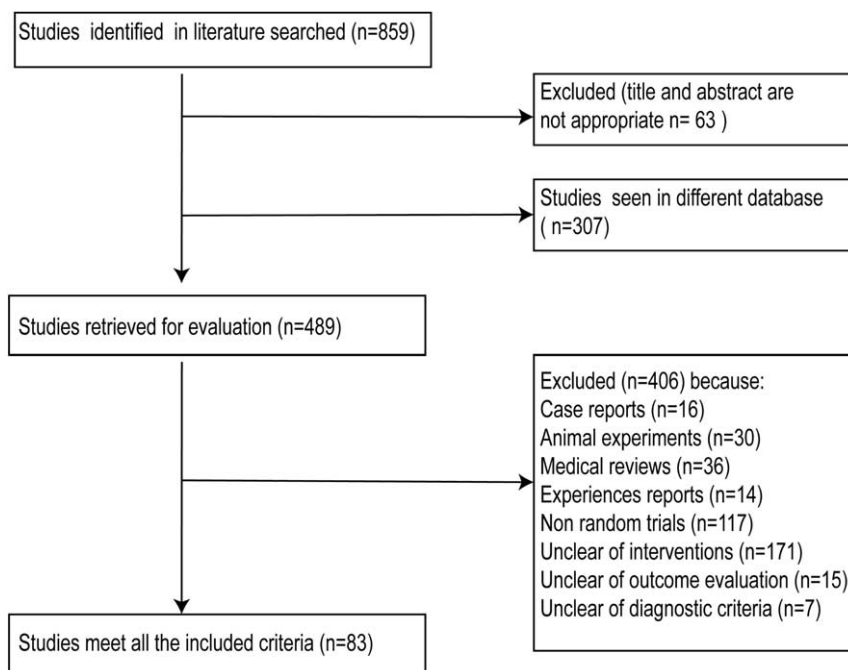 Studies identified in literature searched (n=859)
Excluded (title and abstract are
not appropriate n= 63 )
Studies seen in different database
( n=307)
Studies retrieved for evaluation (n=489)
Excluded (n=406) because:
Case reports (n=16)
Animal experiments (n=30)
Medical reviews (n=36)
Experiences reports (n=14)
Non random trials (n=117)
Unclear of interventions (n=171)
Unclear of outcome evaluation (n=15)
Unclear of diagnostic criteria (n=7)
Studies meet all the included criteria (n=83)